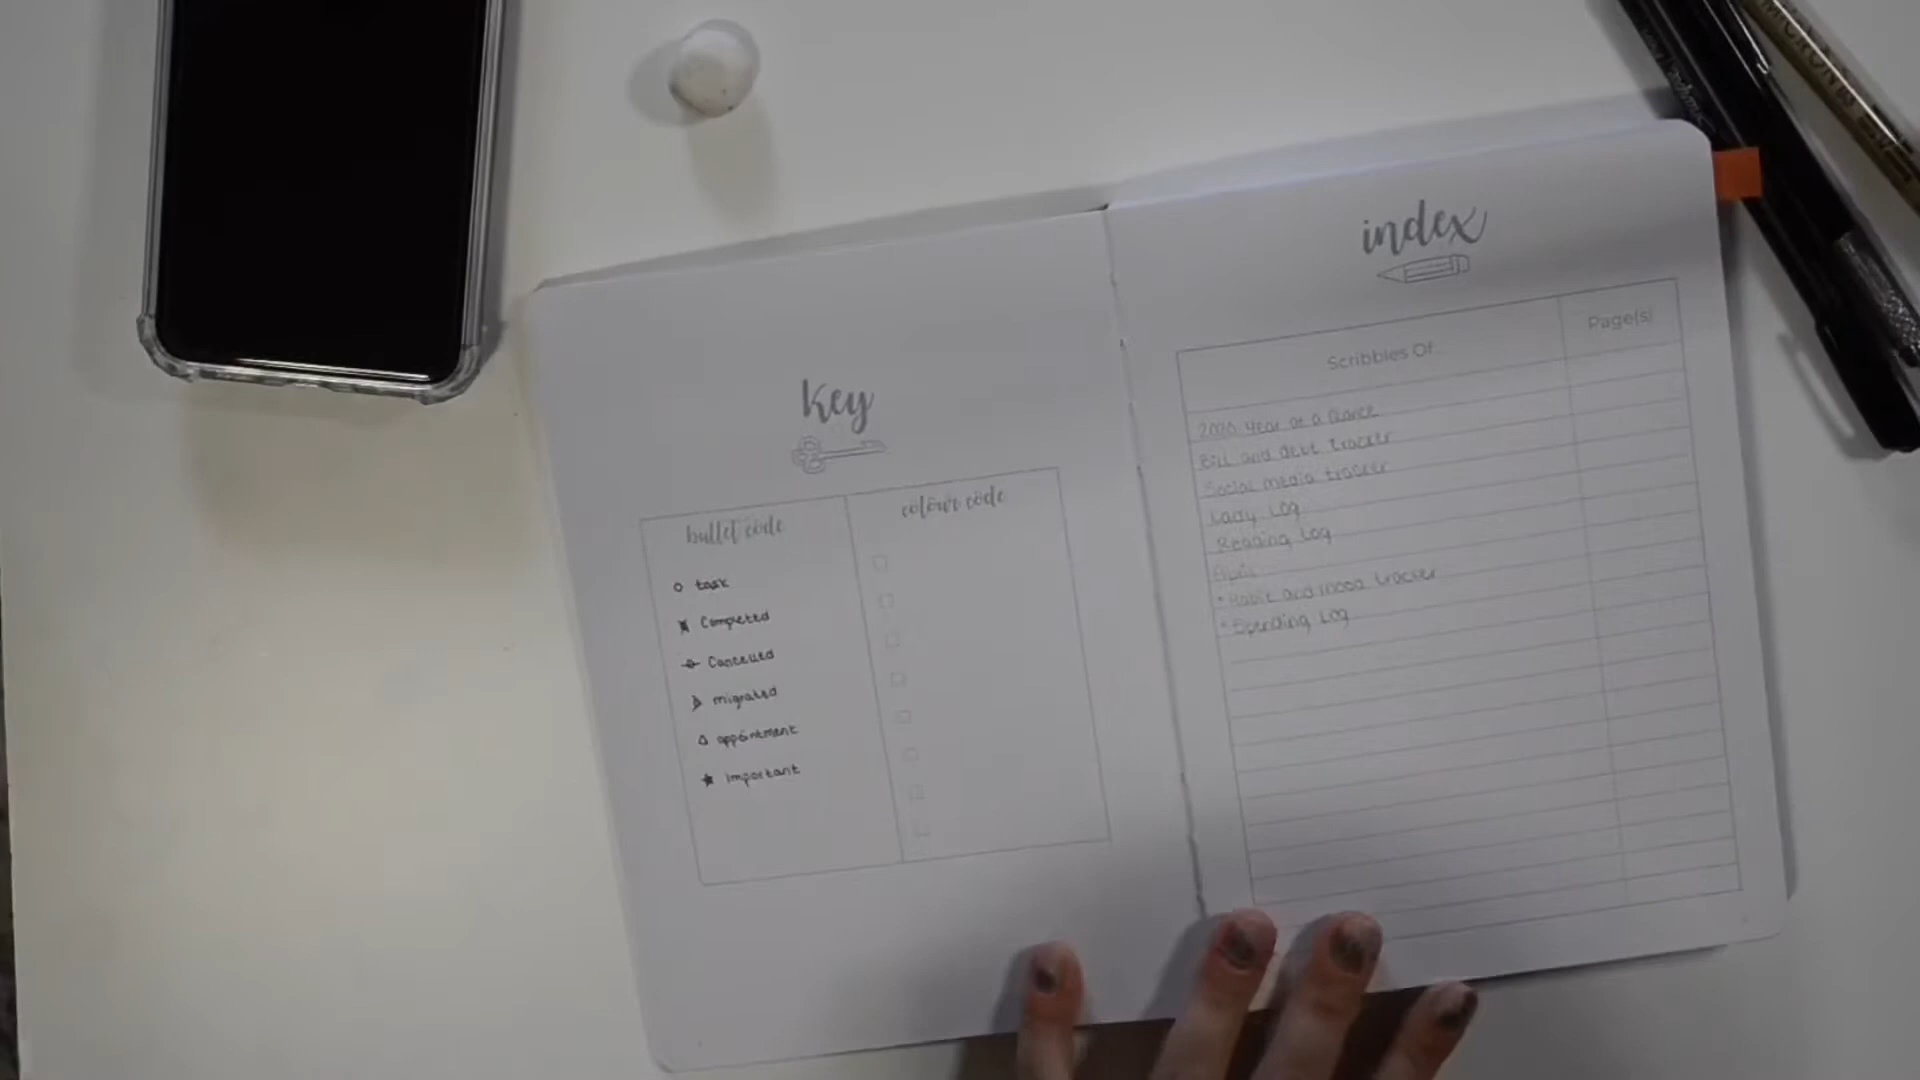 key
bullet code
colour code
task
Completed
Cancelled
migrated
appointment
important
index
Scribbles Of
Page(s)
2020 Year at a Glance
Bill and debt tracker
Social media tracker
Lady Log
Reading Log
April
* Habit and mood tracker
* Spending Log
MICRON